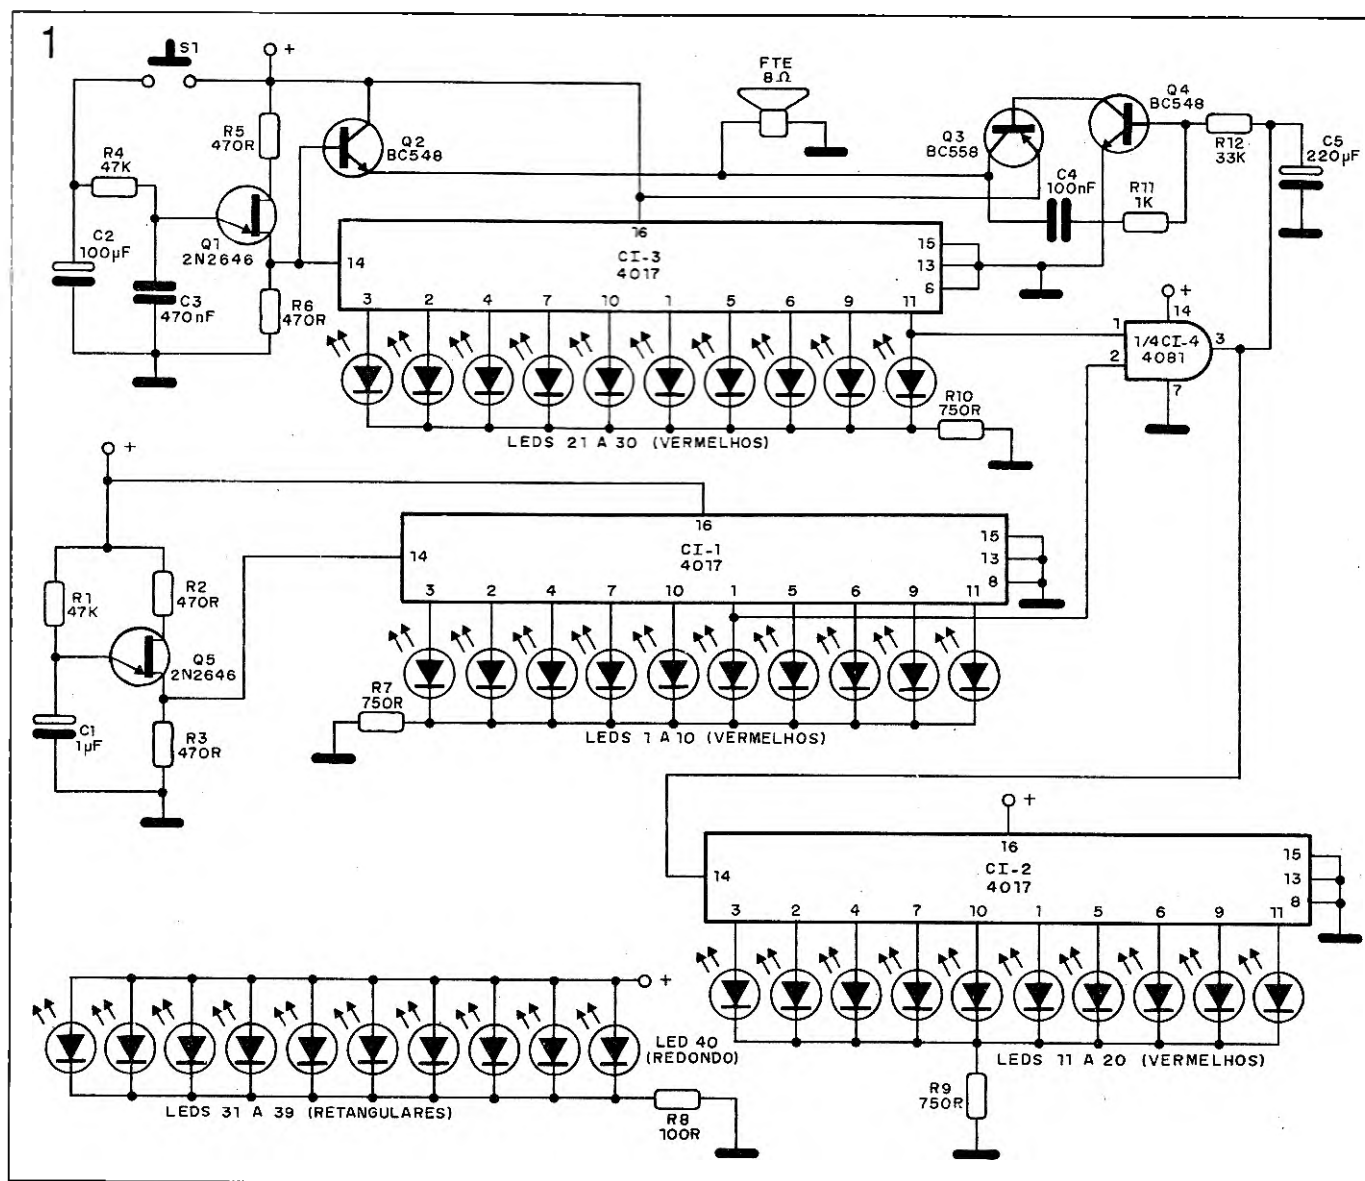 1
S1
+
R5
470R
Q2
BC548
FTE
8Ω
Q3
BC558
Q4
BC548
R12
33K
C5
220µF
R4
47K
C4
100nF
R11
1K
C2
100µF
Q1
2N2646
C3
470nF
R6
470R
14
16
CI-3
4017
15
13
6
3 2 4 7 10 1 5 6 9 11
R10
750R
LEDS 21 A 30 (VERMELHOS)
+
14
1
2
1/4CI-4
4081
3
7
+
R1
47K
R2
470R
Q5
2N2646
C1
1µF
R3
470R
14
16
CI-1
4017
15
13
8
3 2 4 7 10 1 5 6 9 11
R7
750R
LEDS 1 A 10 (VERMELHOS)
+
14
16
CI-2
4017
15
13
8
3 2 4 7 10 1 5 6 9 11
LEDS 11 A 20 (VERMELHOS)
R9
750R
+
LED 40
(REDONDO)
LEDS 31 A 39 (RETANGULARES)
R8
100R